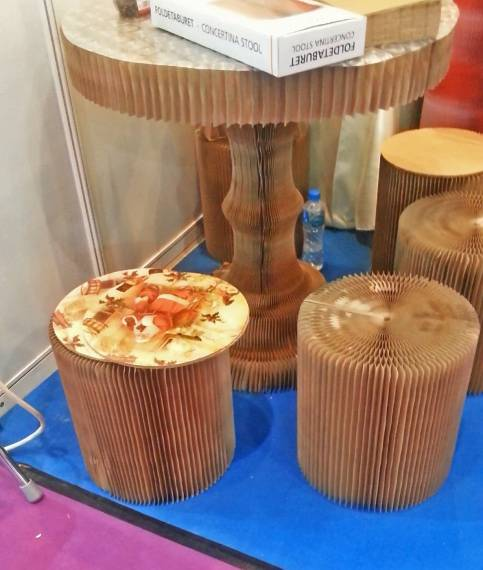 FOLDETABURET - CONCERTINA STOOL
FOLDETABURET
CONCERTINA STOOL